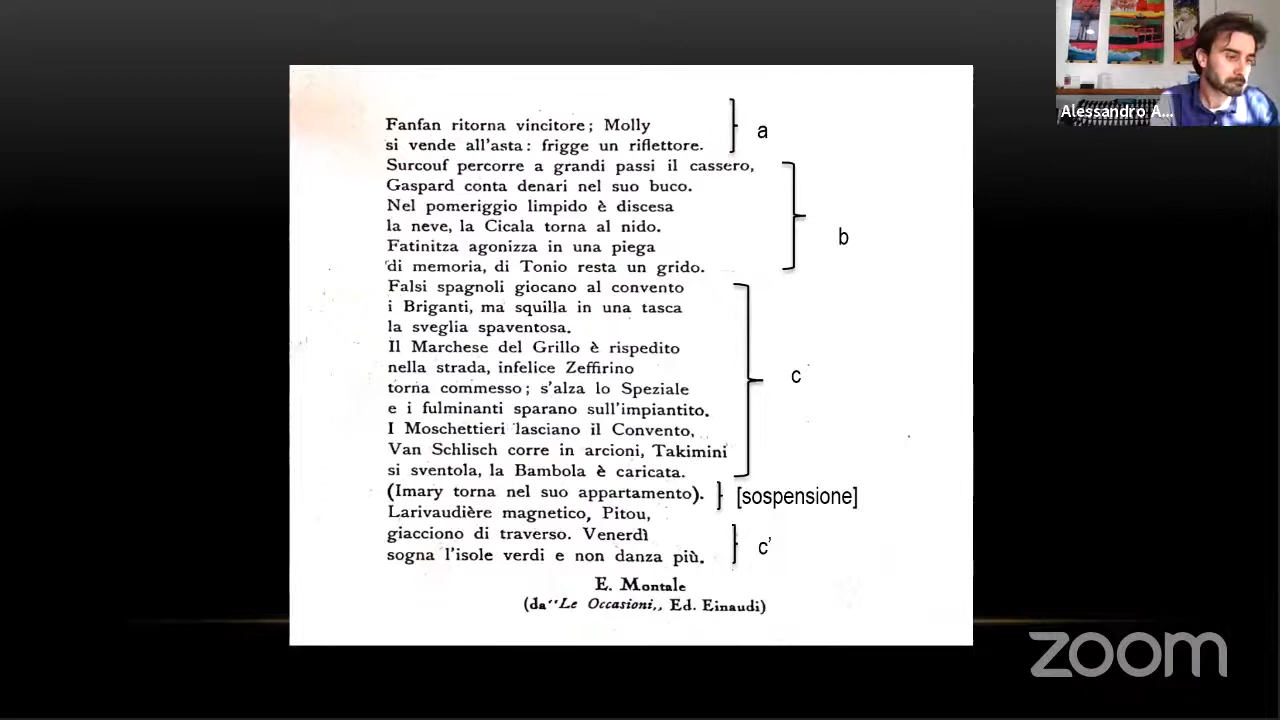 Fanfan ritorna vincitore; Molly
si vende all'asta: frigge un riflettore.
a
Surcouf percorre a grandi passi il cassero,
Gaspard conta denari nel suo buco.
Nel pomeriggio limpido è discesa
la neve, la Cicala torna al nido.
Fatinitza agonizza in una piega
di memoria, di Tonio resta un grido.
b
Falsi spagnoli giocano al convento
i Briganti, ma squilla in una tasca
la sveglia spaventosa.
Il Marchese del Grillo è rispedito
nella strada, infelice Zeffirino
torna commesso; s'alza lo Speziale
e i fulminanti sparano sull'impiantito.
I Moschettieri lasciano il Convento,
Van Schlisch corre in arcioni, Takimini
si sventola, la Bambola è caricata.
c
(Imary torna nel suo appartamento).
[sospensione]
Larivaudière magnetico, Pitou,
giacciono di traverso. Venerdì
sogna l'isole verdi e non danza più.
c'
E. Montale
(da "Le Occasioni,, Ed. Einaudi)
Alessandro A...
zoom